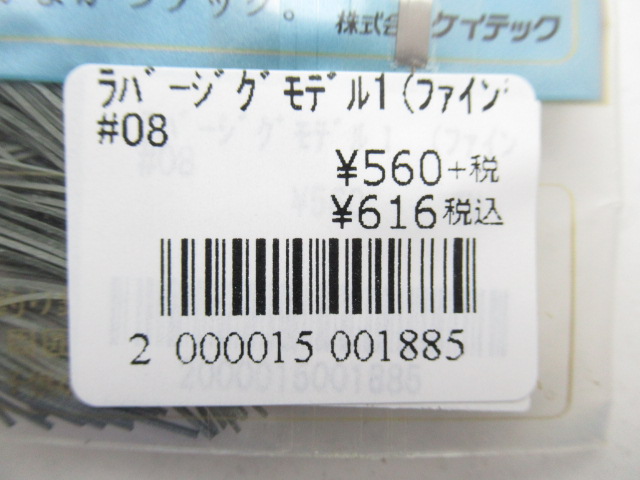 株式会 ケイテック
ラバージグモデル1(ファイン
#08
¥560+税
¥616税込
2 000015 001885